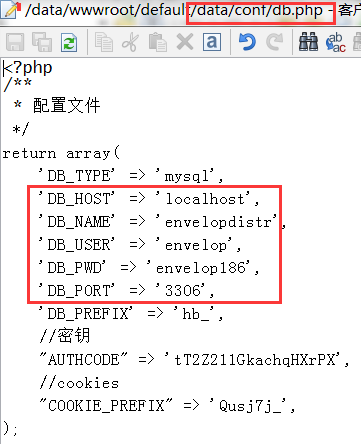 /data/wwwroot/default/data/conf/db.php - 客户
<?php
/**
 * 配置文件
 */
return array(
    'DB_TYPE' => 'mysql',
    'DB_HOST' => 'localhost',
    'DB_NAME' => 'envelopdistr',
    'DB_USER' => 'envelop',
    'DB_PWD' => 'envelop186',
    'DB_PORT' => '3306',
    'DB_PREFIX' => 'hb_',
    //密钥
    "AUTHCODE" => 'tT2Z211GkachqHXrPX',
    //cookies
    "COOKIE_PREFIX" => 'Qusj7j_',
);